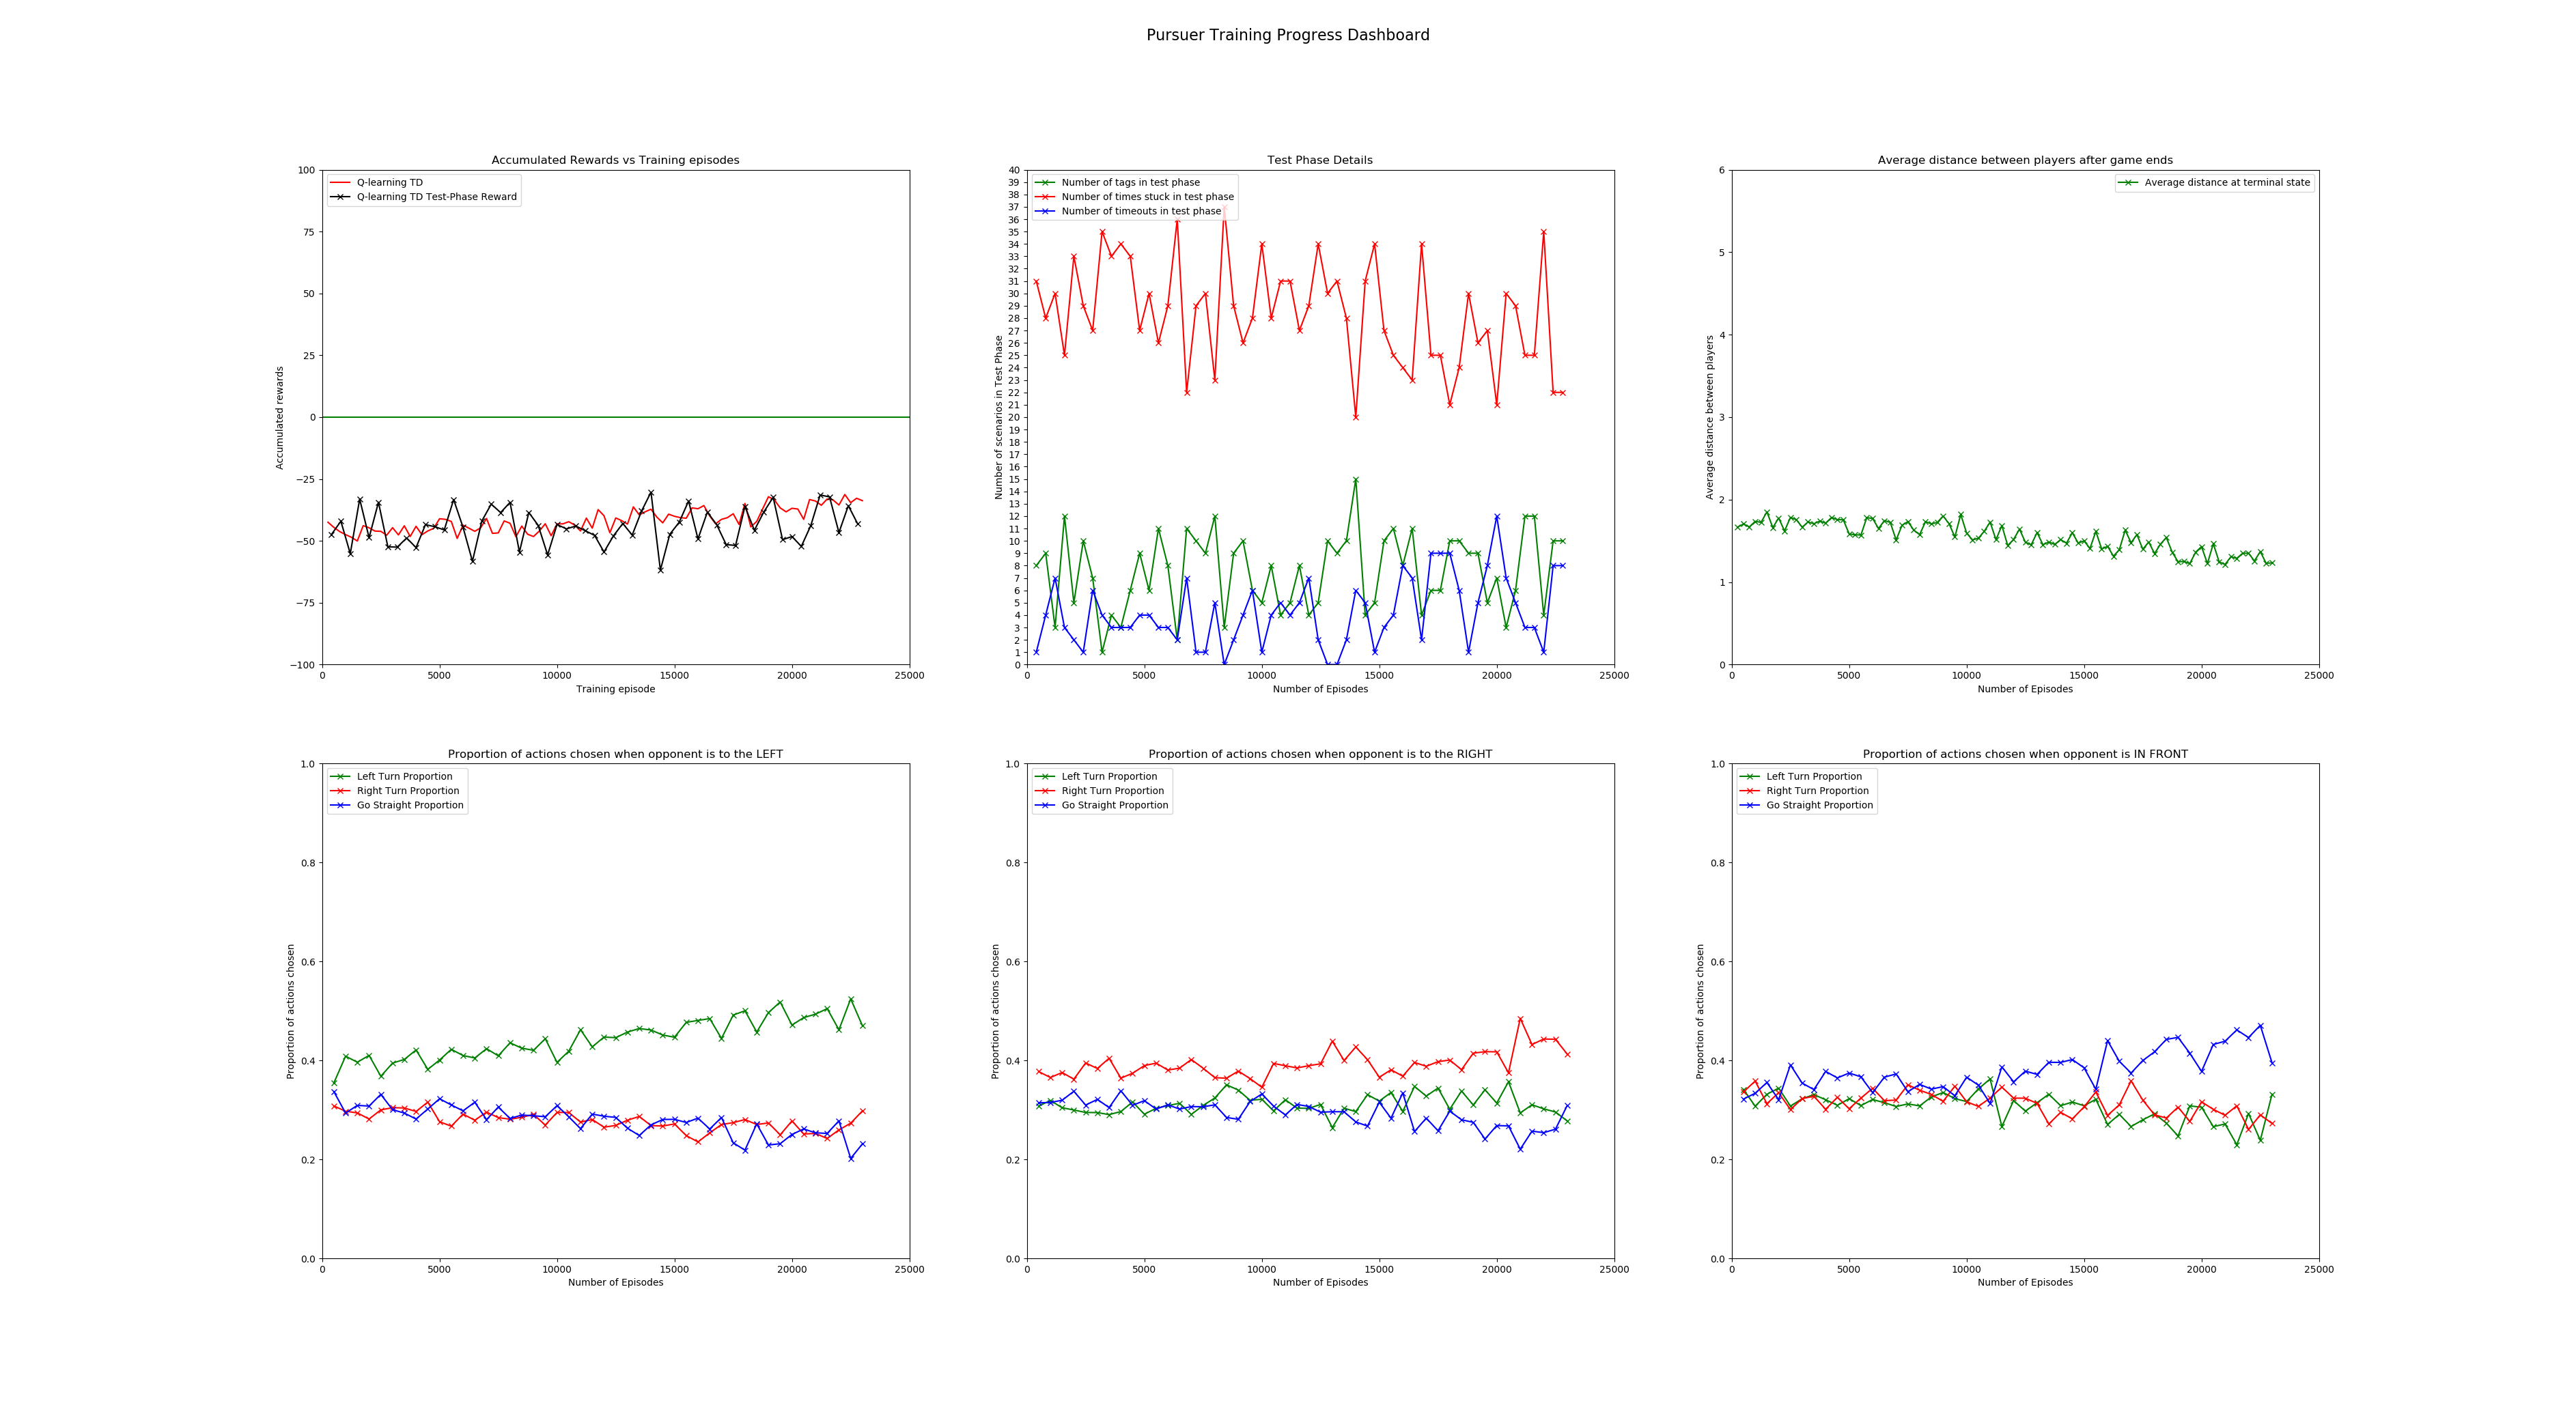 Pursuer Training Progress Dashboard
Accumulated Rewards vs Training episodes
Q-learning TD
Q-learning TD Test-Phase Reward
100
75
50
25
0
−25
−50
−75
−100
Accumulated rewards
0 5000 10000 15000 20000 25000
Training episode
Test Phase Details
Number of tags in test phase
Number of times stuck in test phase
Number of timeouts in test phase
40
39
38
37
36
35
34
33
32
31
30
29
28
27
26
25
24
23
22
21
20
19
18
17
16
15
14
13
12
11
10
9
8
7
6
5
4
3
2
1
0
Number of scenarios in Test Phase
0 5000 10000 15000 20000 25000
Number of Episodes
Average distance between players after game ends
Average distance at terminal state
6
5
4
3
2
1
0
Average distance between players
0 5000 10000 15000 20000 25000
Number of Episodes
Proportion of actions chosen when opponent is to the LEFT
Left Turn Proportion
Right Turn Proportion
Go Straight Proportion
1.0
0.8
0.6
0.4
0.2
0.0
Proportion of actions chosen
0 5000 10000 15000 20000 25000
Number of Episodes
Proportion of actions chosen when opponent is to the RIGHT
Left Turn Proportion
Right Turn Proportion
Go Straight Proportion
1.0
0.8
0.6
0.4
0.2
0.0
Proportion of actions chosen
0 5000 10000 15000 20000 25000
Number of Episodes
Proportion of actions chosen when opponent is IN FRONT
Left Turn Proportion
Right Turn Proportion
Go Straight Proportion
1.0
0.8
0.6
0.4
0.2
0.0
Proportion of actions chosen
0 5000 10000 15000 20000 25000
Number of Episodes